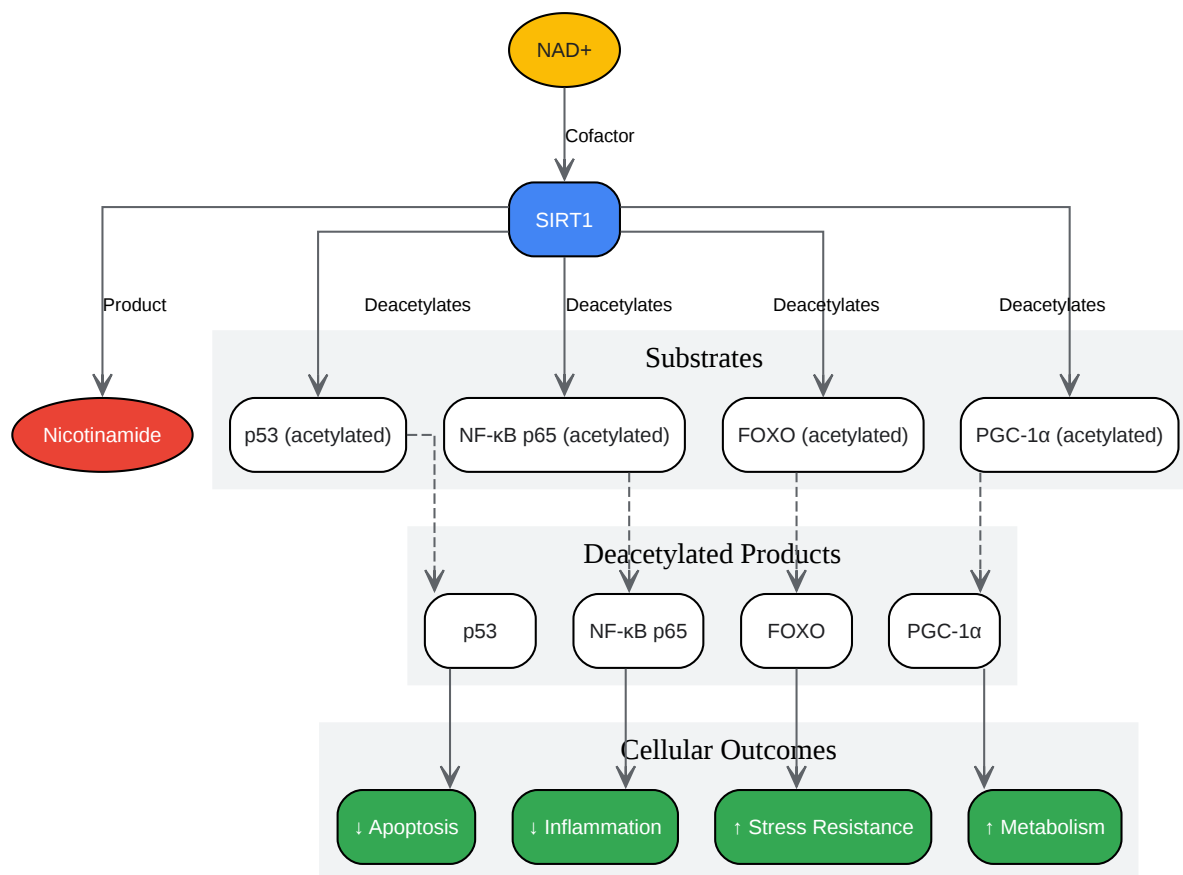 NAD+
Cofactor
SIRT1
Product
Deacetylates
Deacetylates
Deacetylates
Deacetylates
Substrates
Nicotinamide
p53 (acetylated)
NF-κB p65 (acetylated)
FOXO (acetylated)
PGC-1α (acetylated)
Deacetylated Products
p53
NF-κB p65
FOXO
PGC-1α
Cellular Outcomes
↓ Apoptosis
↓ Inflammation
↑ Stress Resistance
↑ Metabolism